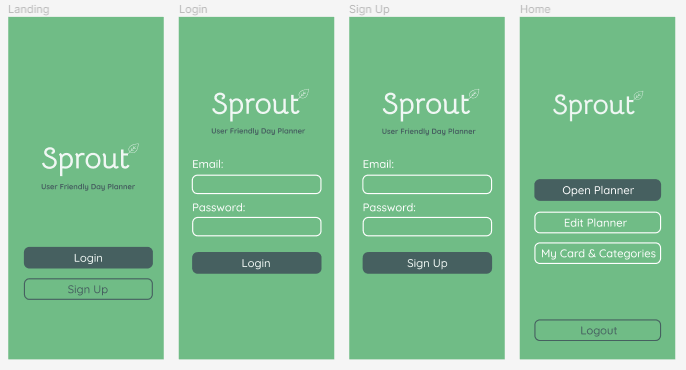 Landing
Sprout
User Friendly Day Planner
Login
Sign Up
Login
Sprout
User Friendly Day Planner
Email:
Password:
Login
Sign Up
Sprout
User Friendly Day Planner
Email:
Password:
Sign Up
Home
Sprout
Open Planner
Edit Planner
My Card & Categories
Logout